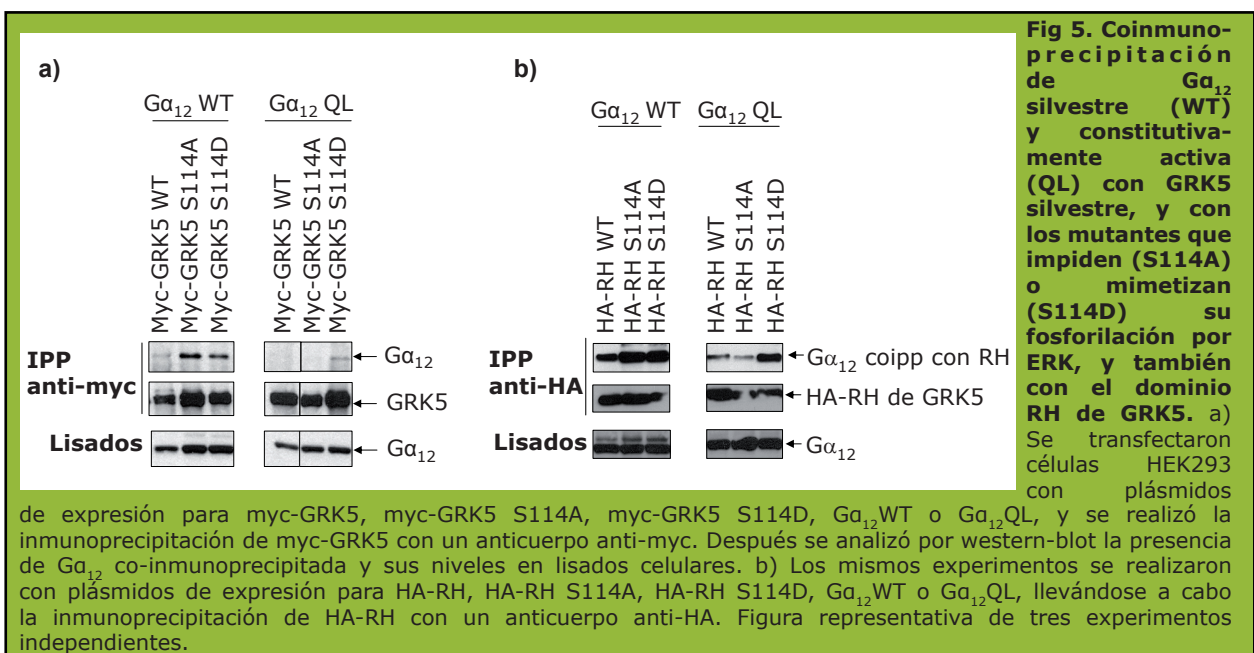 a)
Gα12 WT
Gα12 QL
Myc-GRK5 WT
Myc-GRK5 S114A
Myc-GRK5 S114D
Myc-GRK5 WT
Myc-GRK5 S114A
Myc-GRK5 S114D
IPP
anti-myc
Gα12
GRK5
Lisados
Gα12
b)
Gα12 WT
Gα12 QL
HA-RH WT
HA-RH S114A
HA-RH S114D
HA-RH WT
HA-RH S114A
HA-RH S114D
IPP
anti-HA
Gα12 coipp con RH
HA-RH de GRK5
Lisados
Gα12
Fig 5. Coinmuno-
precipitación
de Gα12
silvestre (WT)
y constitutiva-
mente activa
(QL) con GRK5
silvestre, y con
los mutantes que
impiden (S114A)
o mimetizan
(S114D) su
fosforilación por
ERK, y también
con el dominio
RH de GRK5. a)
Se transfectaron
células HEK293
con plásmidos
de expresión para myc-GRK5, myc-GRK5 S114A, myc-GRK5 S114D, Gα12WT o Gα12QL, y se realizó la
inmunoprecipitación de myc-GRK5 con un anticuerpo anti-myc. Después se analizó por western-blot la presencia
de Gα12 co-inmunoprecipitada y sus niveles en lisados celulares. b) Los mismos experimentos se realizaron
con plásmidos de expresión para HA-RH, HA-RH S114A, HA-RH S114D, Gα12WT o Gα12QL, llevándose a cabo
la inmunoprecipitación de HA-RH con un anticuerpo anti-HA. Figura representativa de tres experimentos
independientes.